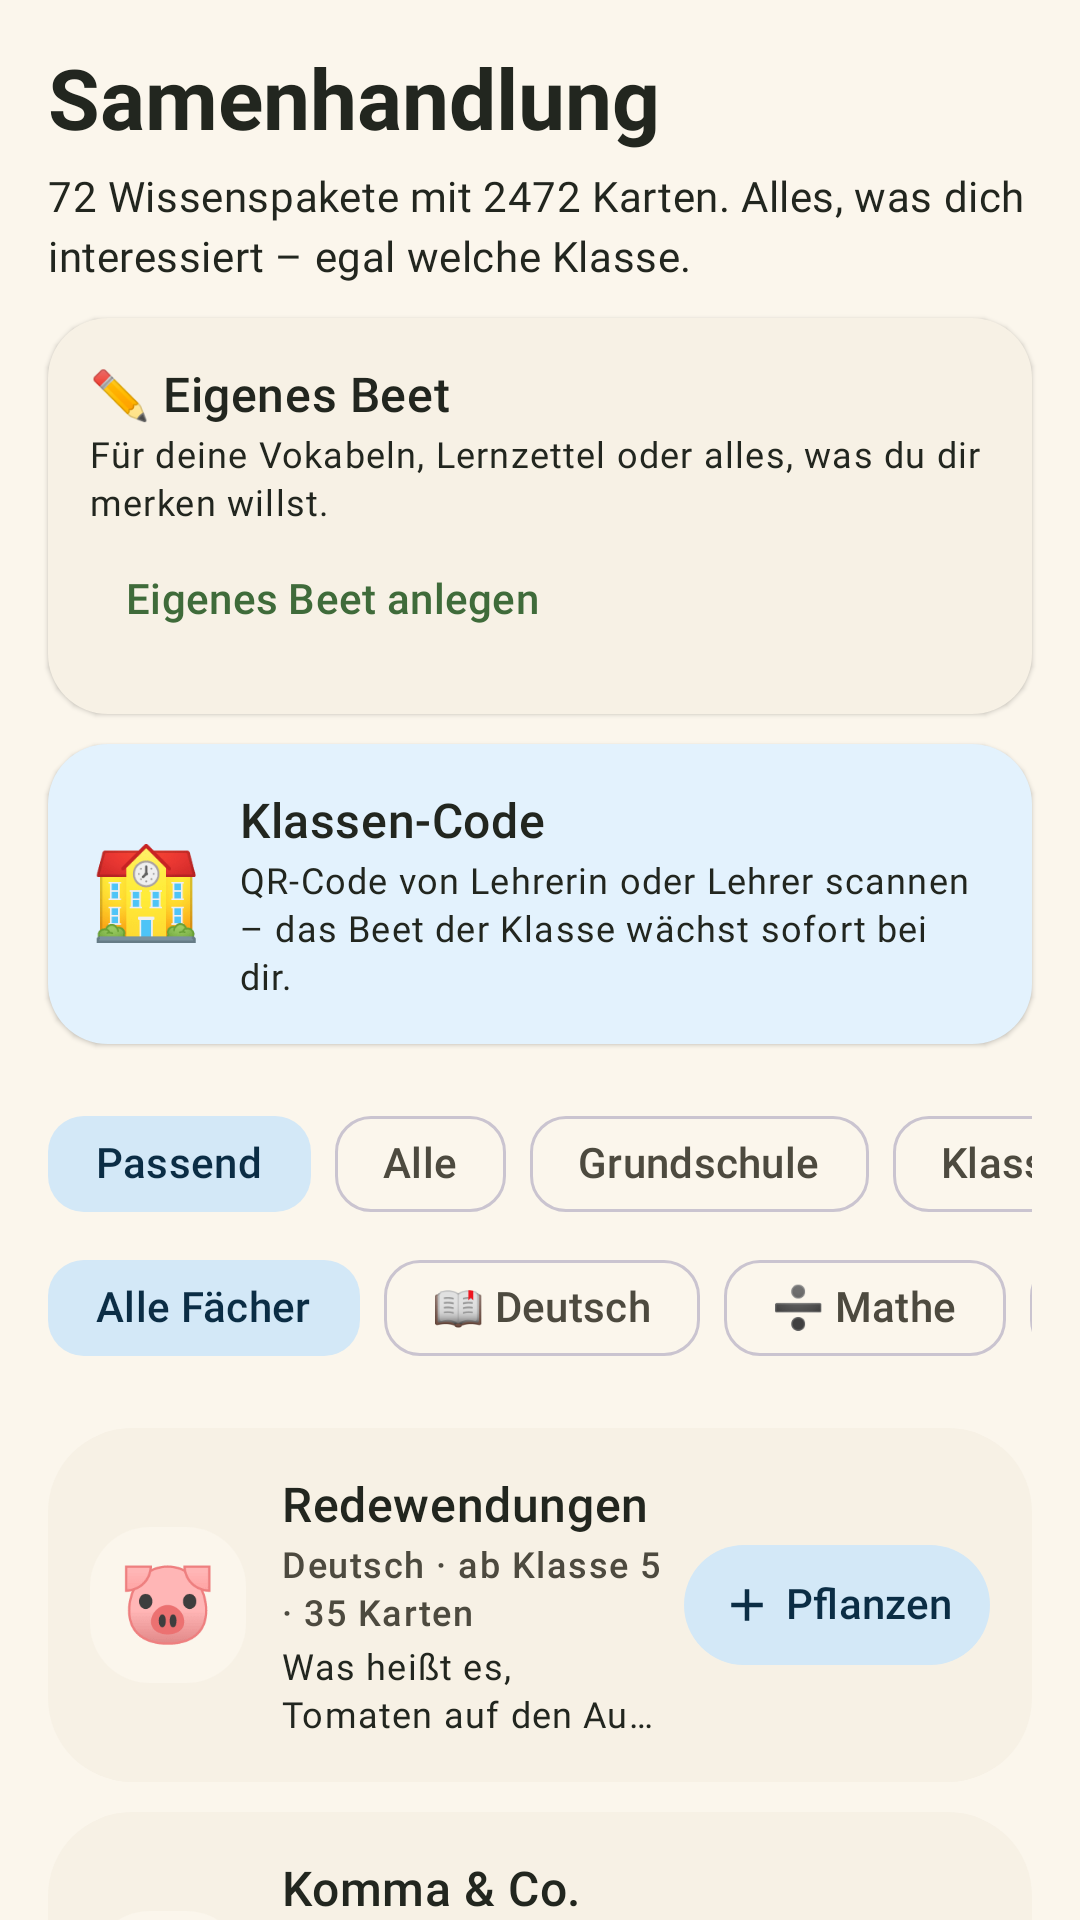 Samenhandlung
72 Wissenspakete mit 2472 Karten. Alles, was dich
interessiert – egal welche Klasse.
Eigenes Beet
Für deine Vokabeln, Lernzettel oder alles, was du dir
merken willst.
Eigenes Beet anlegen
Klassen-Code
QR-Code von Lehrerin oder Lehrer scannen
– das Beet der Klasse wächst sofort bei
dir.
Passend
Alle
Grundschule
Klass
Alle Fächer
Deutsch
Mathe
Redewendungen
Deutsch · ab Klasse 5
· 35 Karten
Was heißt es,
Tomaten auf den Au…
+ Pflanzen
Komma & Co.